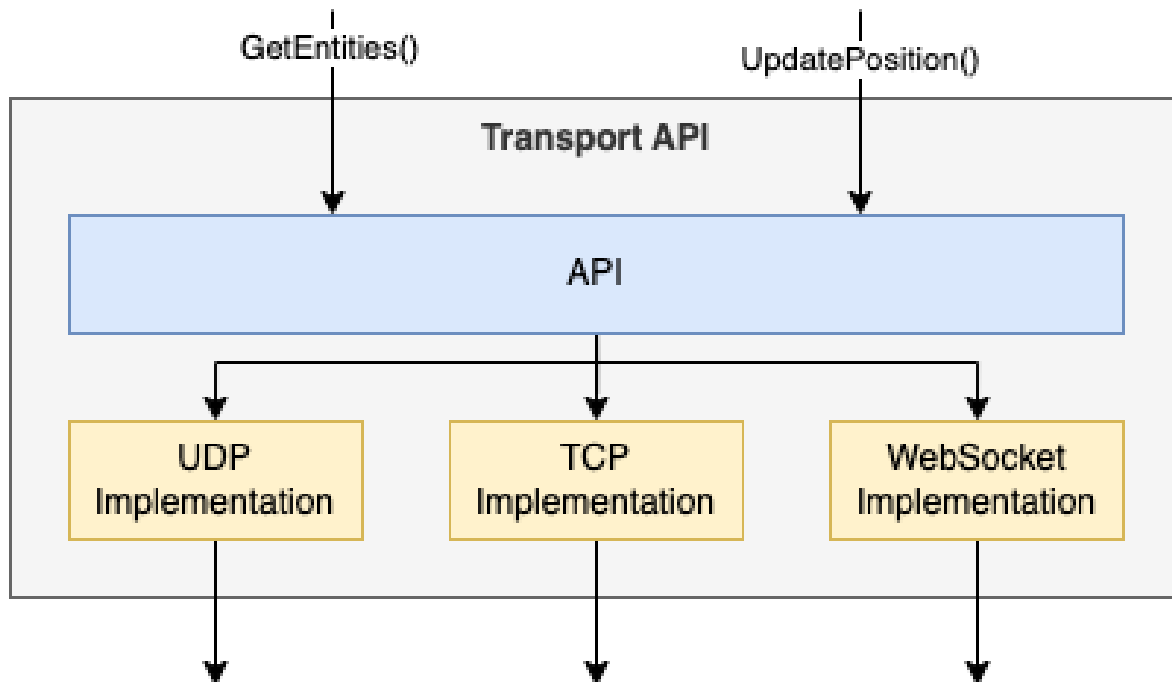 GetEntities()
UpdatePosition()
Transport API
API
UDP
Implementation
TCP
Implementation
WebSocket
Implementation